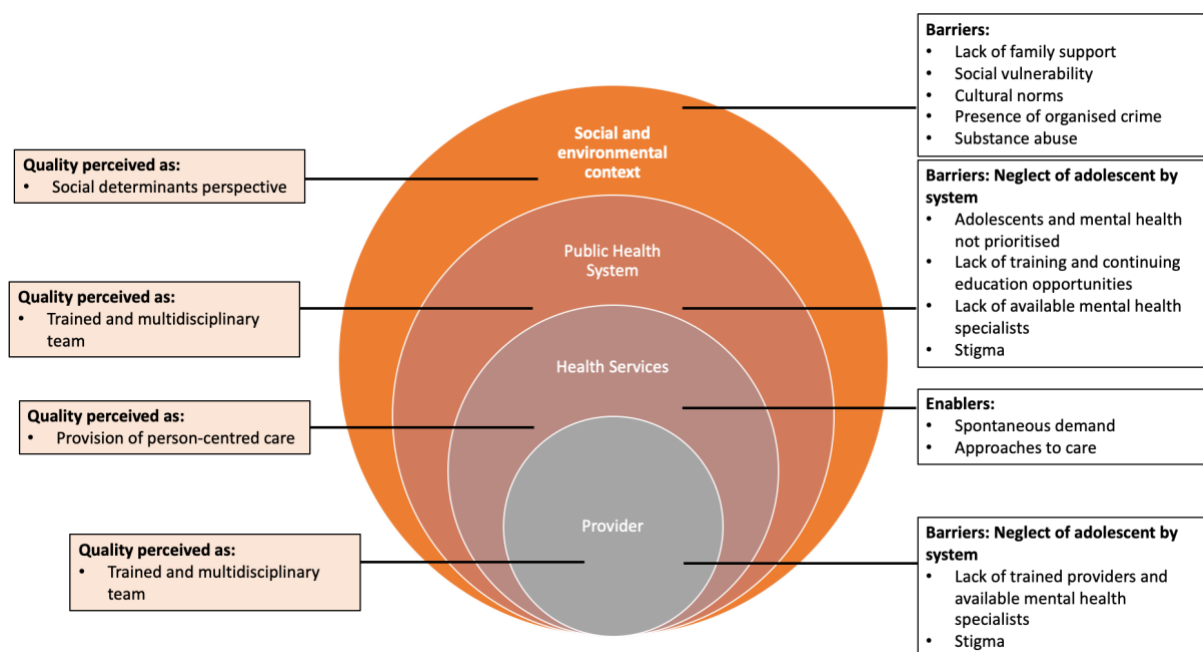 Quality perceived as:
• Social determinants perspective
Quality perceived as:
• Trained and multidisciplinary
team
Quality perceived as:
• Provision of person-centred care
Quality perceived as:
• Trained and multidisciplinary
team
Social and
environmental
context
Public Health
System
Health Services
Provider
Barriers:
• Lack of family support
• Social vulnerability
• Cultural norms
• Presence of organised crime
• Substance abuse
Barriers: Neglect of adolescent by
system
• Adolescents and mental health
not prioritised
• Lack of training and continuing
education opportunities
• Lack of available mental health
specialists
• Stigma
Enablers:
• Spontaneous demand
• Approaches to care
Barriers: Neglect of adolescent by
system
• Lack of trained providers and
available mental health
specialists
• Stigma